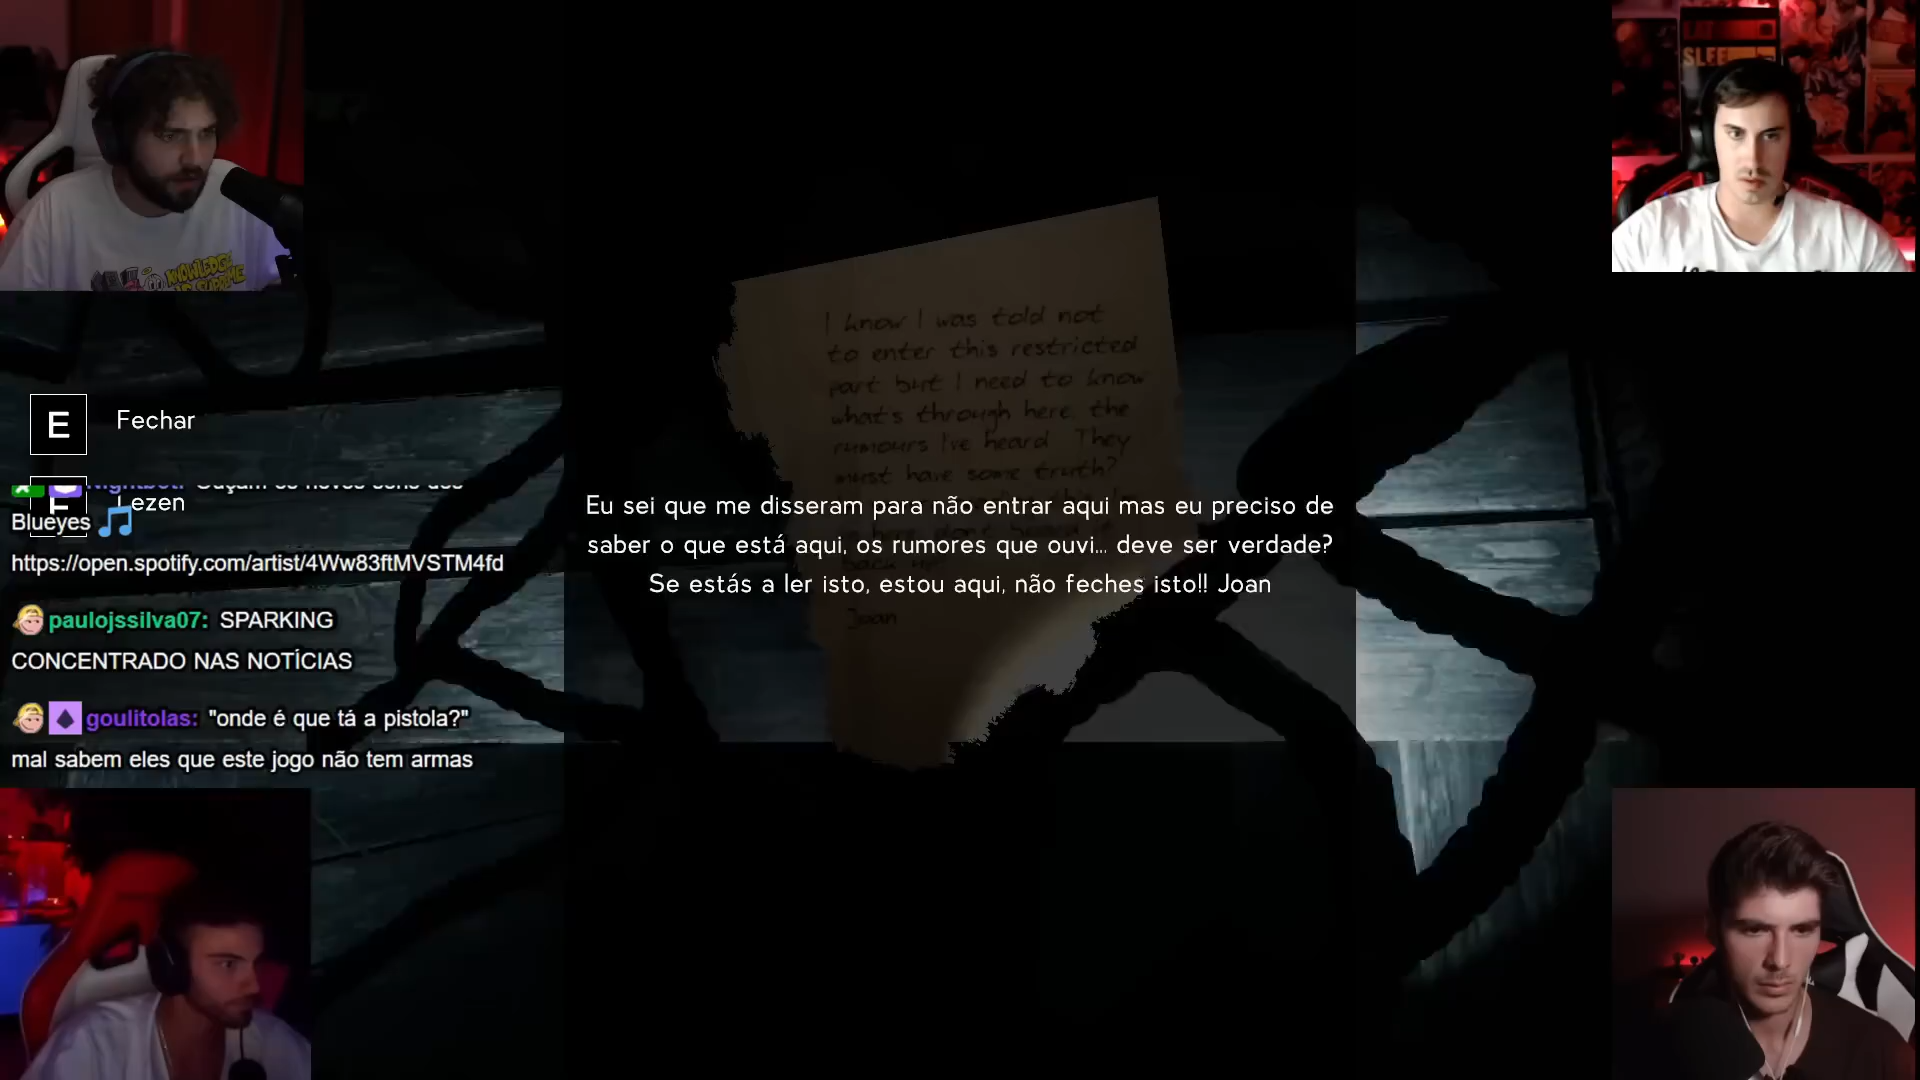 SLEE
KNOWLEDGE
I know I was told not
to enter this restricted
part but I need to know
what's through here, the
rumours I've heard. They
must have some truth?
back up!
Joan
Eu sei que me disseram para não entrar aqui mas eu preciso de
saber o que está aqui, os rumores que ouvi... deve ser verdade?
Se estás a ler isto, estou aqui, não feches isto!! Joan
E Fechar
Lezen
Blueyes
https://open.spotify.com/artist/4Ww83ftMVSTM4fd
paulojssilva07: SPARKING
CONCENTRADO NAS NOTÍCIAS
goulitolas: "onde é que tá a pistola?"
mal sabem eles que este jogo não tem armas